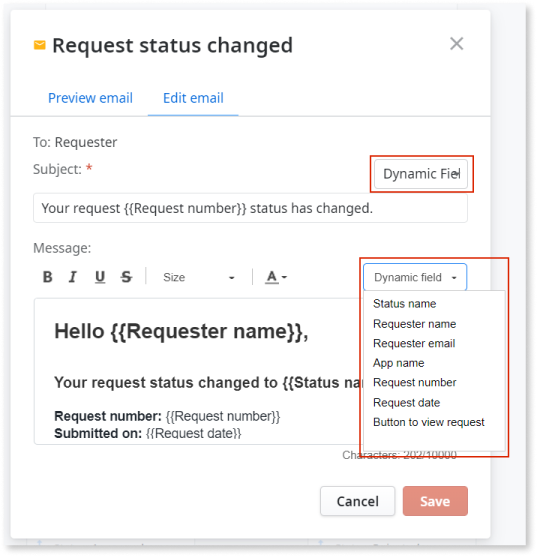 Request status changed
Preview email Edit email
To: Requester
Subject: *
Dynamic Fiel
Your request {{Request number}} status has changed.
Message:
B I U S Size A Dynamic field
Status name
Requester name
Requester email
App name
Request number
Request date
Button to view request
Hello {{Requester name}},
Your request status changed to {{Status na
Request number: {{Request number}}
Submitted on: {{Request date}}
Characters: 202/10000
Cancel Save